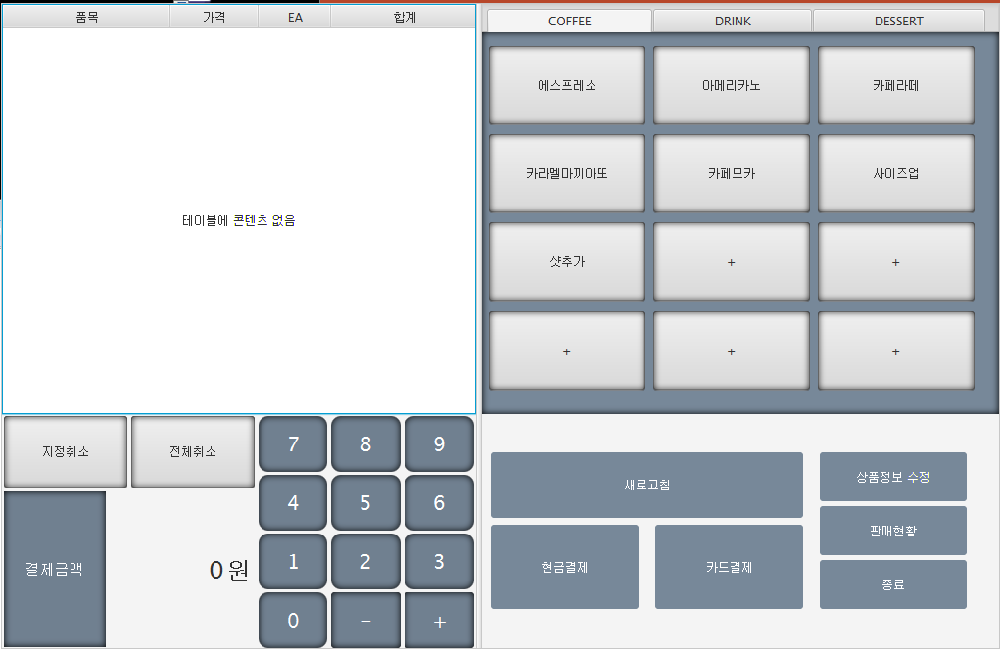 품목 가격 EA 합계
테이블에 콘텐츠 없음
COFFEE DRINK DESSERT
에스프레소 아메리카노 카페라떼
카라멜마끼아또 카페모카 사이즈업
샷추가 + +
+ + +
지정취소 전체취소
결제금액 0 원
7 8 9
4 5 6
1 2 3
0 - +
새로고침
현금결제 카드결제
상품정보 수정
판매현황
종료